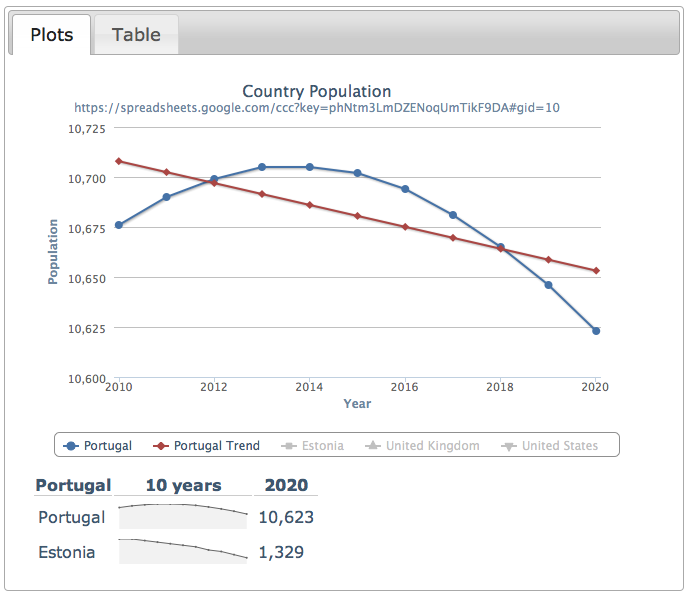 Plots Table
Country Population
https://spreadsheets.google.com/ccc?key=phNtm3LmDZENoqUmTikF9DA#gid=10
10,725
10,700
10,675
10,650
10,625
10,600
Population
2010 2012 2014 2016 2018 2020
Year
Portugal Portugal Trend Estonia United Kingdom United States
Portugal 10 years 2020
Portugal 10,623
Estonia 1,329